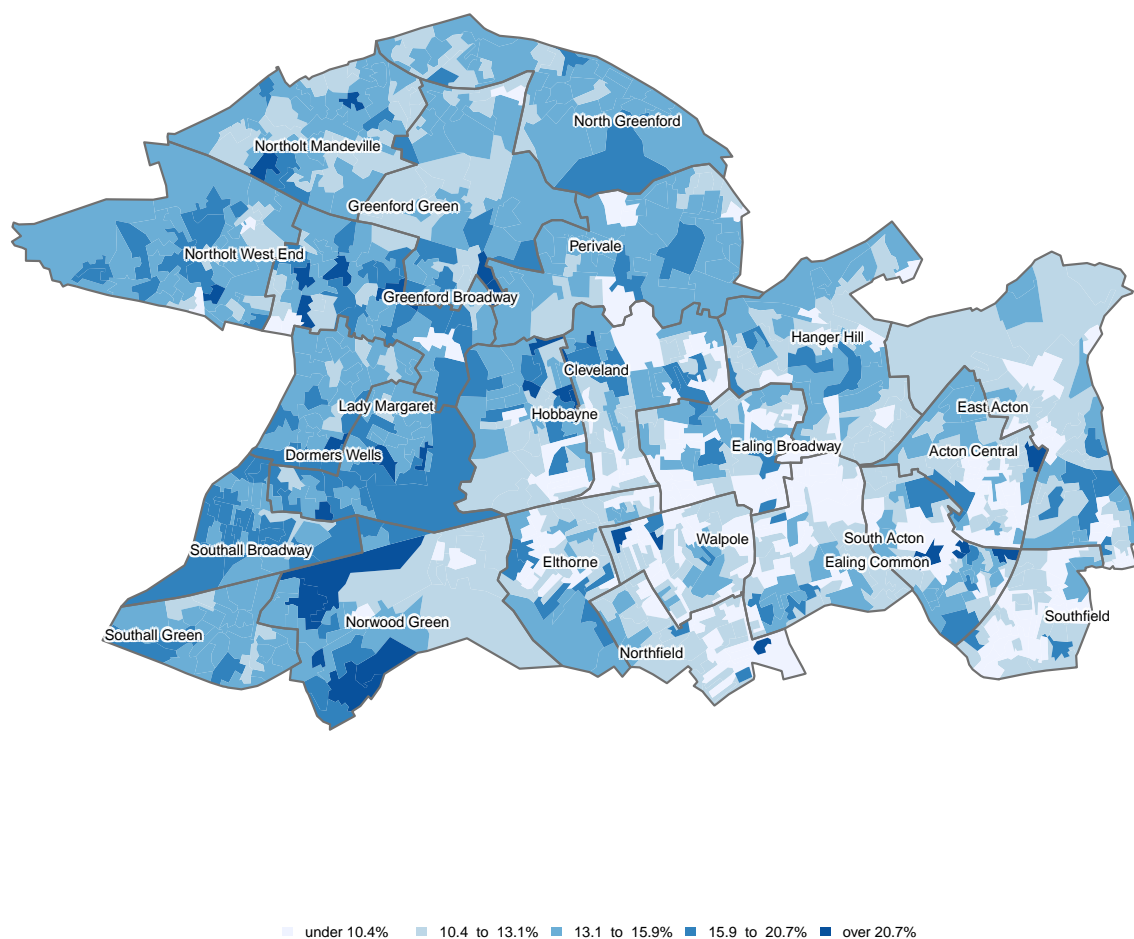 North Greenford
Northolt Mandeville
Greenford Green
Perivale
Northolt West End
Greenford Broadway
Hanger Hill
Cleveland
Lady Margaret
East Acton
Hobbayne
Ealing Broadway
Acton Central
Dormers Wells
Walpole
South Acton
Southall Broadway
Elthorne
Ealing Common
Southfield
Norwood Green
Southall Green
Northfield
under 10.4% 10.4 to 13.1% 13.1 to 15.9% 15.9 to 20.7% over 20.7%